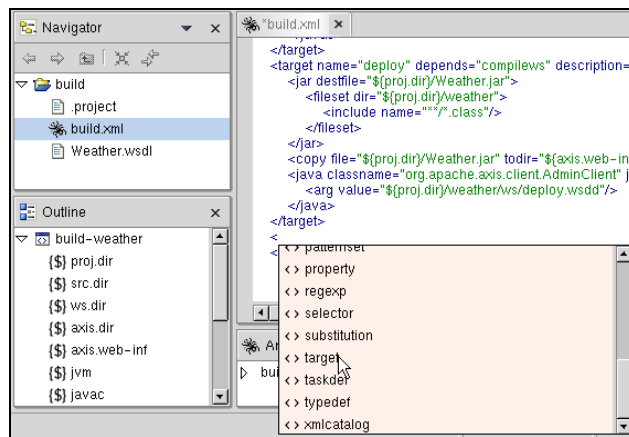 Navigator
build
.project
build.xml
Weather.wsdl
Outline
build-weather
{$} proj.dir
{$} src.dir
{$} ws.dir
{$} axis.dir
{$} axis.web-inf
{$} jvm
{$} javac
*build.xml
</target>
<target name="deploy" depends="compilews" description=
<jar destfile="${proj.dir}/Weather.jar">
<fileset dir="${proj.dir}/weather">
<include name="**/*.class"/>
</fileset>
</jar>
<copy file="${proj.dir}/Weather.jar" todir="${axis.web-in
<java classname="org.apache.axis.client.AdminClient" j
<arg value="${proj.dir}/weather/ws/deploy.wsdd"/>
</java>
</target>
<
<
< > patternset
< > property
< > regexp
< > selector
< > substitution
< > target
< > taskdef
< > typedef
< > xmlcatalog
An
bui